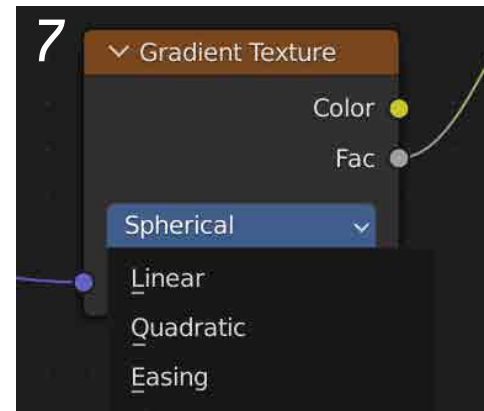 7
Gradient Texture
Color
Fac
Spherical
Linear
Quadratic
Easing